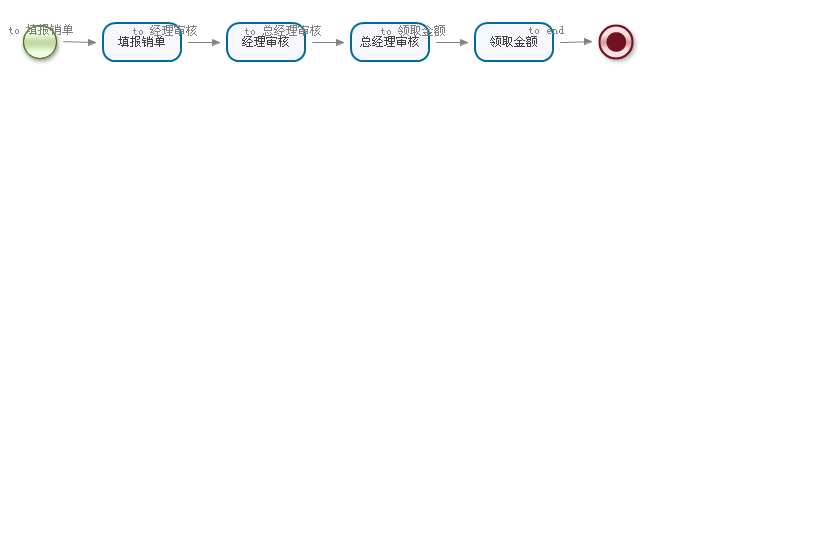 to 填报销单
to 经理审核
to 总经理审核
to 领取金额
to end
填报销单
经理审核
总经理审核
领取金额